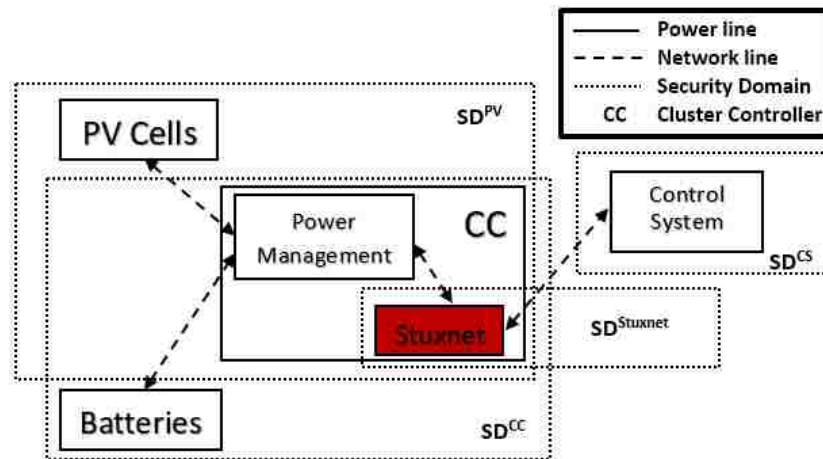 Power line
Network line
Security Domain
CC Cluster Controller
SD^PV
PV Cells
Power
Management
CC
Control
System
SD^CS
Stuxnet
SD^Stuxnet
Batteries
SD^CC